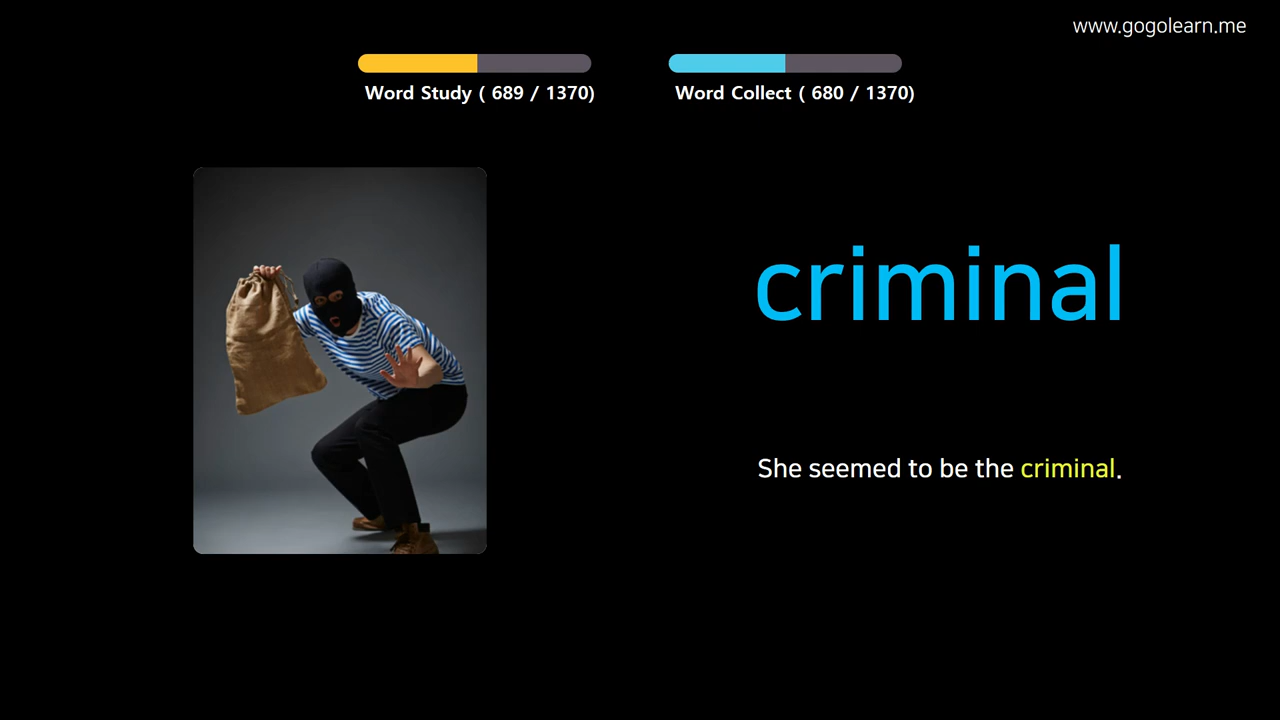 www.gogolearn.me
Word Study ( 689 / 1370)
Word Collect ( 680 / 1370)
criminal
She seemed to be the criminal.